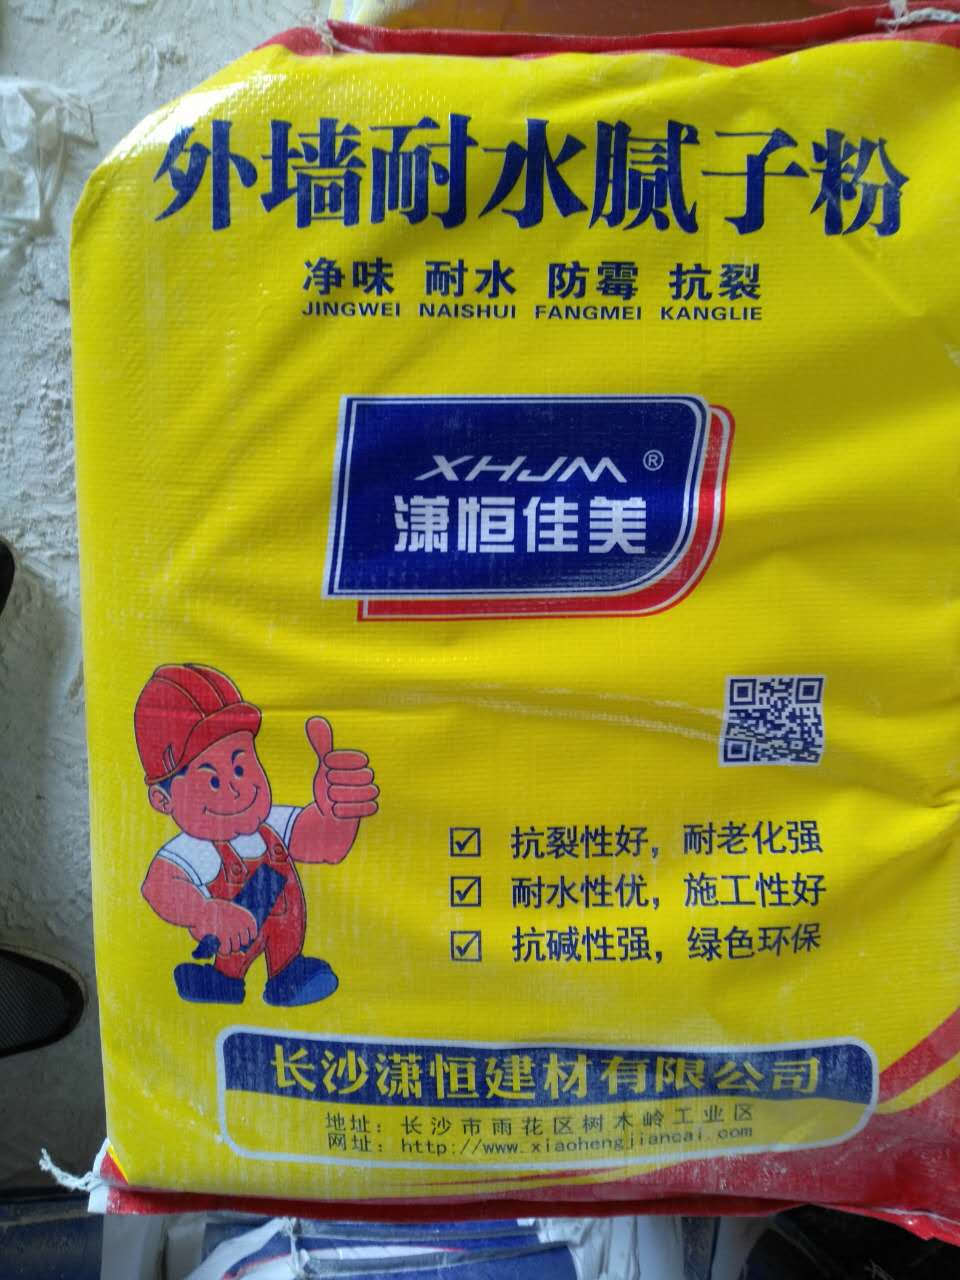 外墙耐水腻子粉
净味 耐水 防霉 抗裂
JINGWEI NAISHUI FANGMEI KANGLIE
XHJM®
潇恒佳美
抗裂性好，耐老化强
耐水性优，施工性好
抗碱性强，绿色环保
长沙潇恒建材有限公司
地址：长沙市雨花区树木岭工业区
网址：http://www.xiaohengjiancai.com